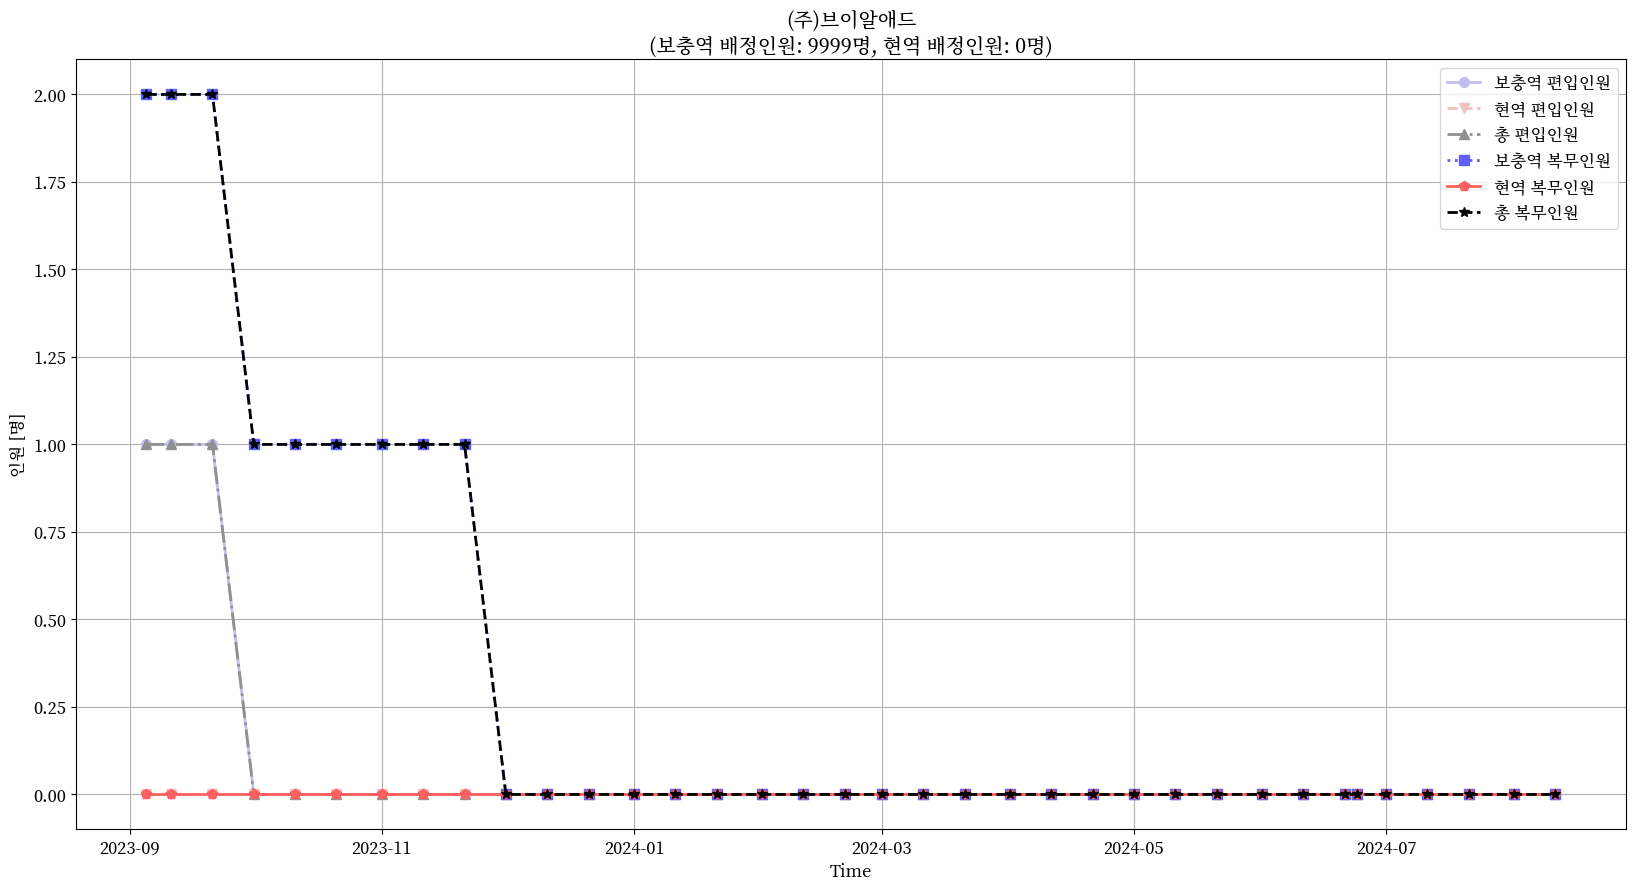 (주)브이알애드
(보충역 배정인원: 9999명, 현역 배정인원: 0명)
보충역 편입인원
현역 편입인원
총 편입인원
보충역 복무인원
현역 복무인원
총 복무인원
2.00
1.75
1.50
1.25
1.00
0.75
0.50
0.25
0.00
인원 [명]
2023-09 2023-11 2024-01 2024-03 2024-05 2024-07
Time